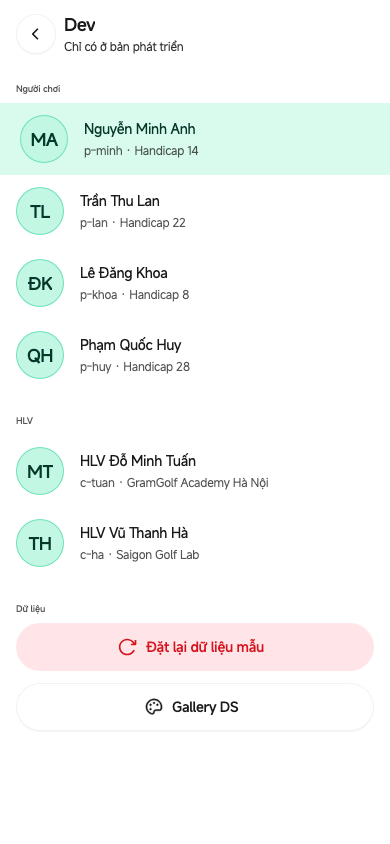 Dev
Chỉ có ở bản phát triển
Người chơi
MA
Nguyễn Minh Anh
p-minh · Handicap 14
TL
Trần Thu Lan
p-lan · Handicap 22
ĐK
Lê Đăng Khoa
p-khoa · Handicap 8
QH
Phạm Quốc Huy
p-huy · Handicap 28
HLV
MT
HLV Đỗ Minh Tuấn
c-tuan · GramGolf Academy Hà Nội
TH
HLV Vũ Thanh Hà
c-ha · Saigon Golf Lab
Dữ liệu
Đặt lại dữ liệu mẫu
Gallery DS